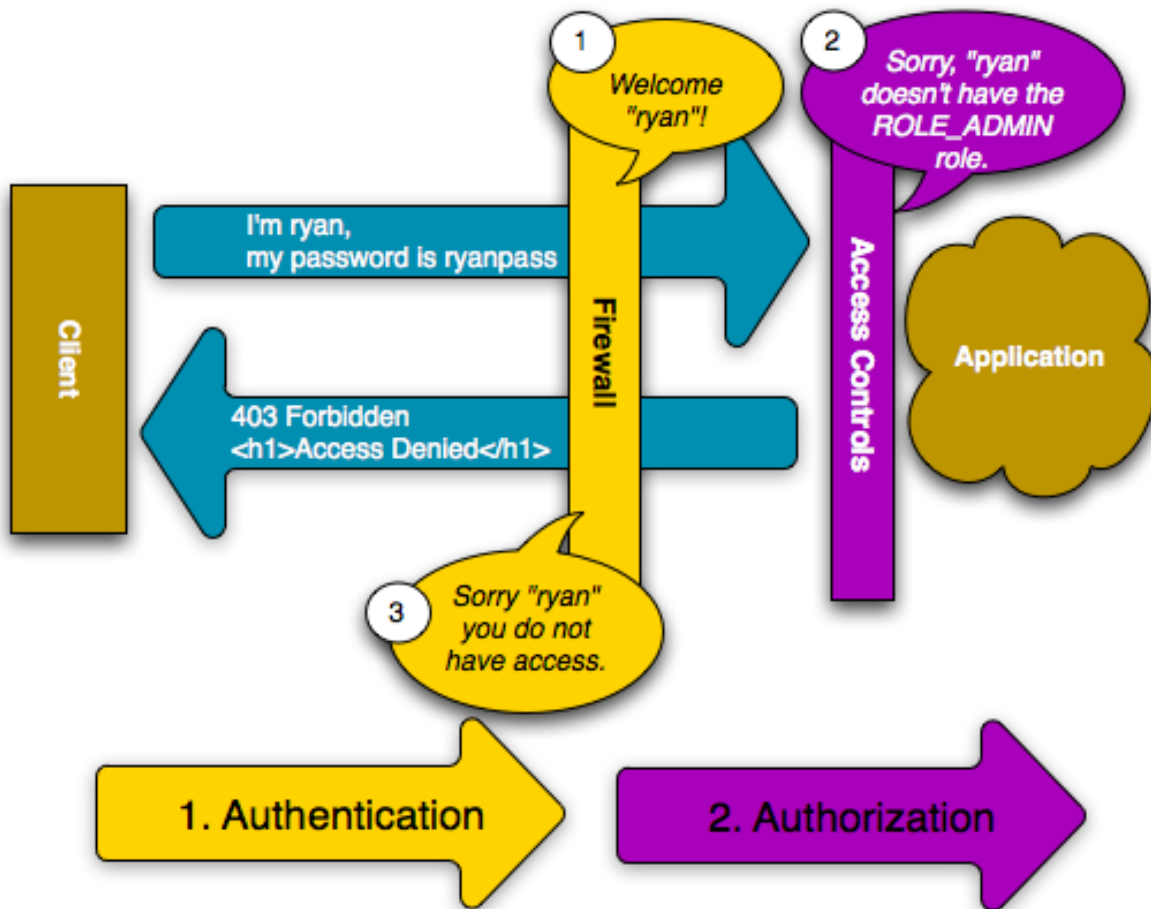 1
Welcome
"ryan"!
2
Sorry, "ryan"
doesn't have the
ROLE_ADMIN
role.
I'm ryan,
my password is ryanpass
Client
Firewall
Access Controls
Application
403 Forbidden
<h1>Access Denied</h1>
3
Sorry "ryan"
you do not
have access.
1. Authentication
2. Authorization